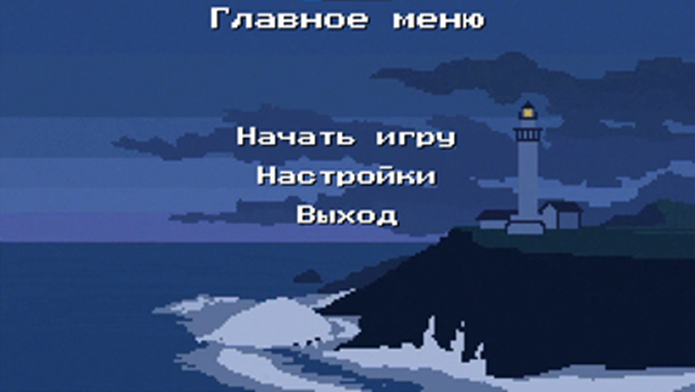 Главное меню
Начать игру
Настройки
Выход